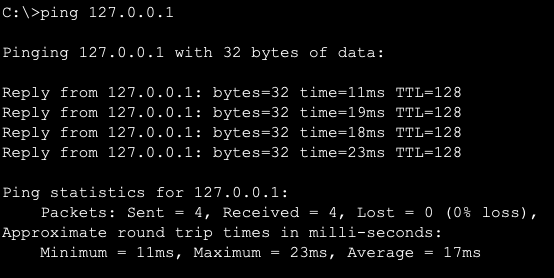 C:\>ping 127.0.0.1
Pinging 127.0.0.1 with 32 bytes of data:
Reply from 127.0.0.1: bytes=32 time=11ms TTL=128
Reply from 127.0.0.1: bytes=32 time=19ms TTL=128
Reply from 127.0.0.1: bytes=32 time=18ms TTL=128
Reply from 127.0.0.1: bytes=32 time=23ms TTL=128
Ping statistics for 127.0.0.1:
Packets: Sent = 4, Received = 4, Lost = 0 (0% loss),
Approximate round trip times in milli-seconds:
Minimum = 11ms, Maximum = 23ms, Average = 17ms